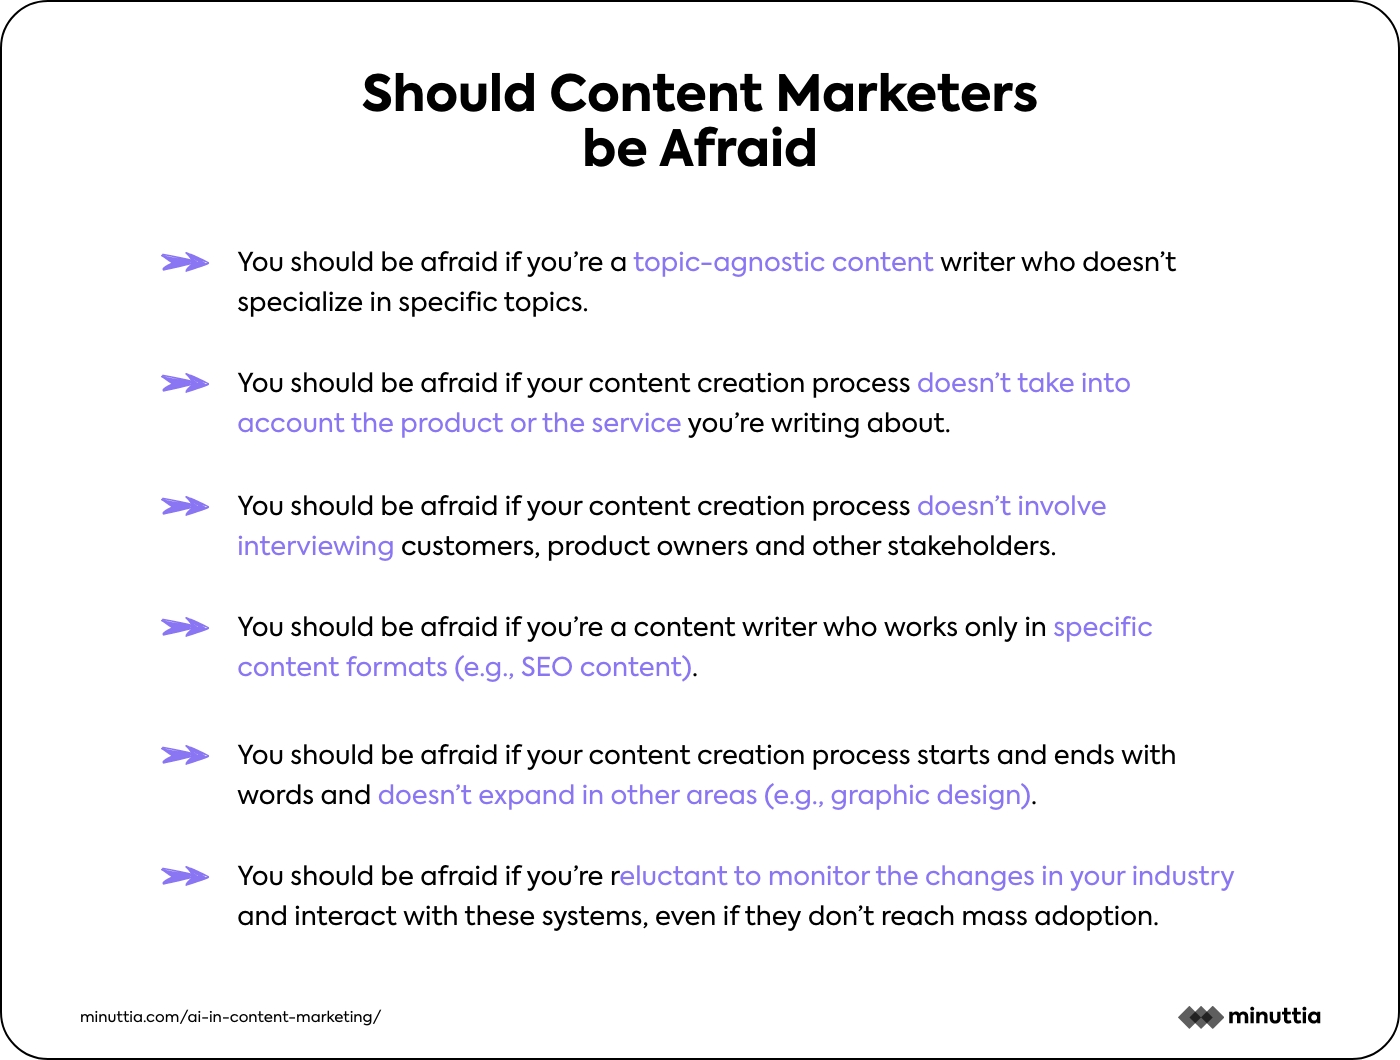 Should Content Marketers
be Afraid
You should be afraid if you’re a topic-agnostic content writer who doesn’t
specialize in specific topics.
You should be afraid if your content creation process doesn’t take into
account the product or the service you’re writing about.
You should be afraid if your content creation process doesn’t involve
interviewing customers, product owners and other stakeholders.
You should be afraid if you’re a content writer who works only in specific
content formats (e.g., SEO content).
You should be afraid if your content creation process starts and ends with
words and doesn’t expand in other areas (e.g., graphic design).
You should be afraid if you’re reluctant to monitor the changes in your industry
and interact with these systems, even if they don’t reach mass adoption.
minuttia.com/ai-in-content-marketing/
minuttia